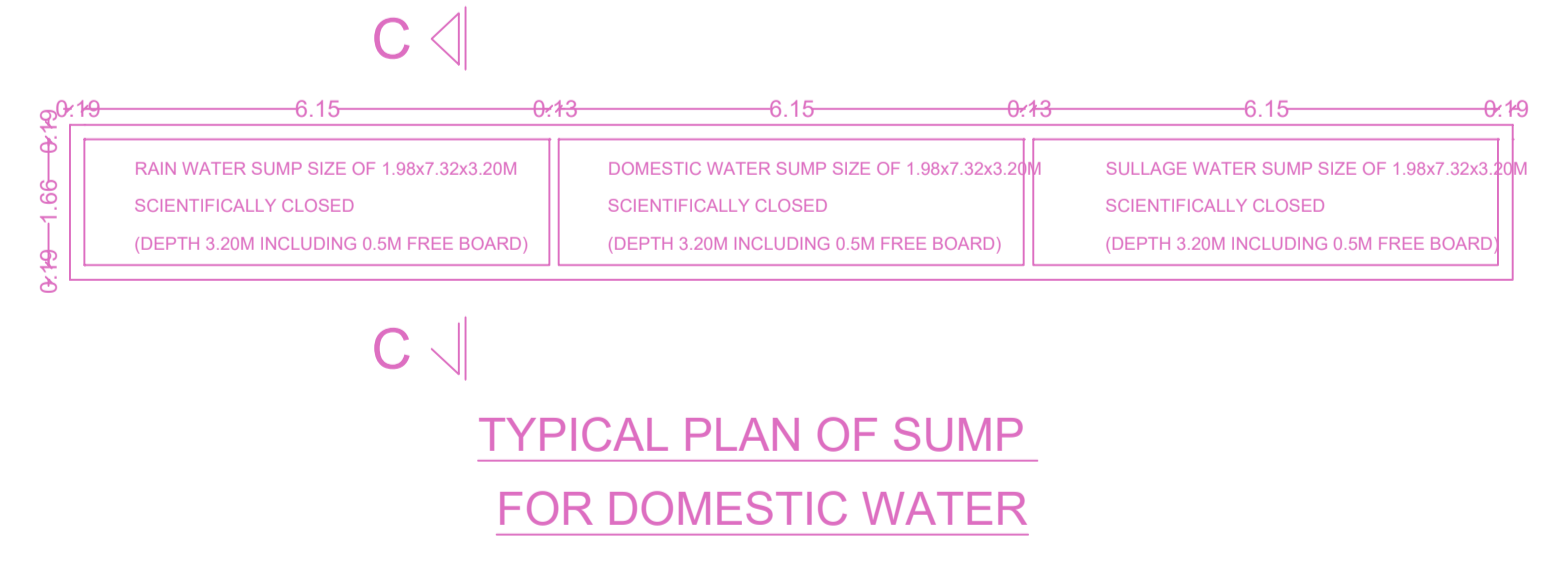 C
0.19 6.15 0.13 6.15 0.13 6.15 0.19
0.19
1.66
0.19
RAIN WATER SUMP SIZE OF 1.98x7.32x3.20M
SCIENTIFICALLY CLOSED
(DEPTH 3.20M INCLUDING 0.5M FREE BOARD)
DOMESTIC WATER SUMP SIZE OF 1.98x7.32x3.20M
SCIENTIFICALLY CLOSED
(DEPTH 3.20M INCLUDING 0.5M FREE BOARD)
SULLAGE WATER SUMP SIZE OF 1.98x7.32x3.20M
SCIENTIFICALLY CLOSED
(DEPTH 3.20M INCLUDING 0.5M FREE BOARD)
C
TYPICAL PLAN OF SUMP
FOR DOMESTIC WATER